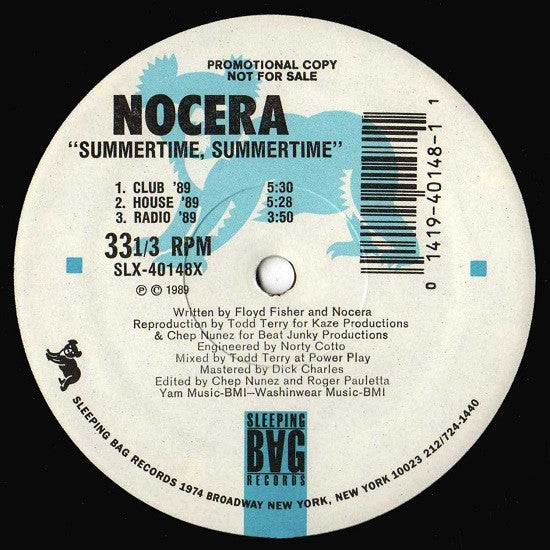 PROMOTIONAL COPY
NOT FOR SALE
NOCERA
"SUMMERTIME, SUMMERTIME"
1. CLUB '89 5:30
2. HOUSE '89 5:28
3. RADIO '89 3:50
33 1/3 RPM
SLX-40148X
℗ © 1989
0 1419-40148-1 1
Written by Floyd Fisher and Nocera
Reproduction by Todd Terry for Kaze Productions
& Chep Nunez for Beat Junky Productions
Engineered by Norty Cotto
Mixed by Todd Terry at Power Play
Mastered by Dick Charles
Edited by Chep Nunez and Roger Pauletta
Yam Music-BMI--Washinwear Music-BMI
SLEEPING
BAG
RECORDS
SLEEPING BAG RECORDS 1974 BROADWAY NEW YORK, NEW YORK 10023 212/724-1440